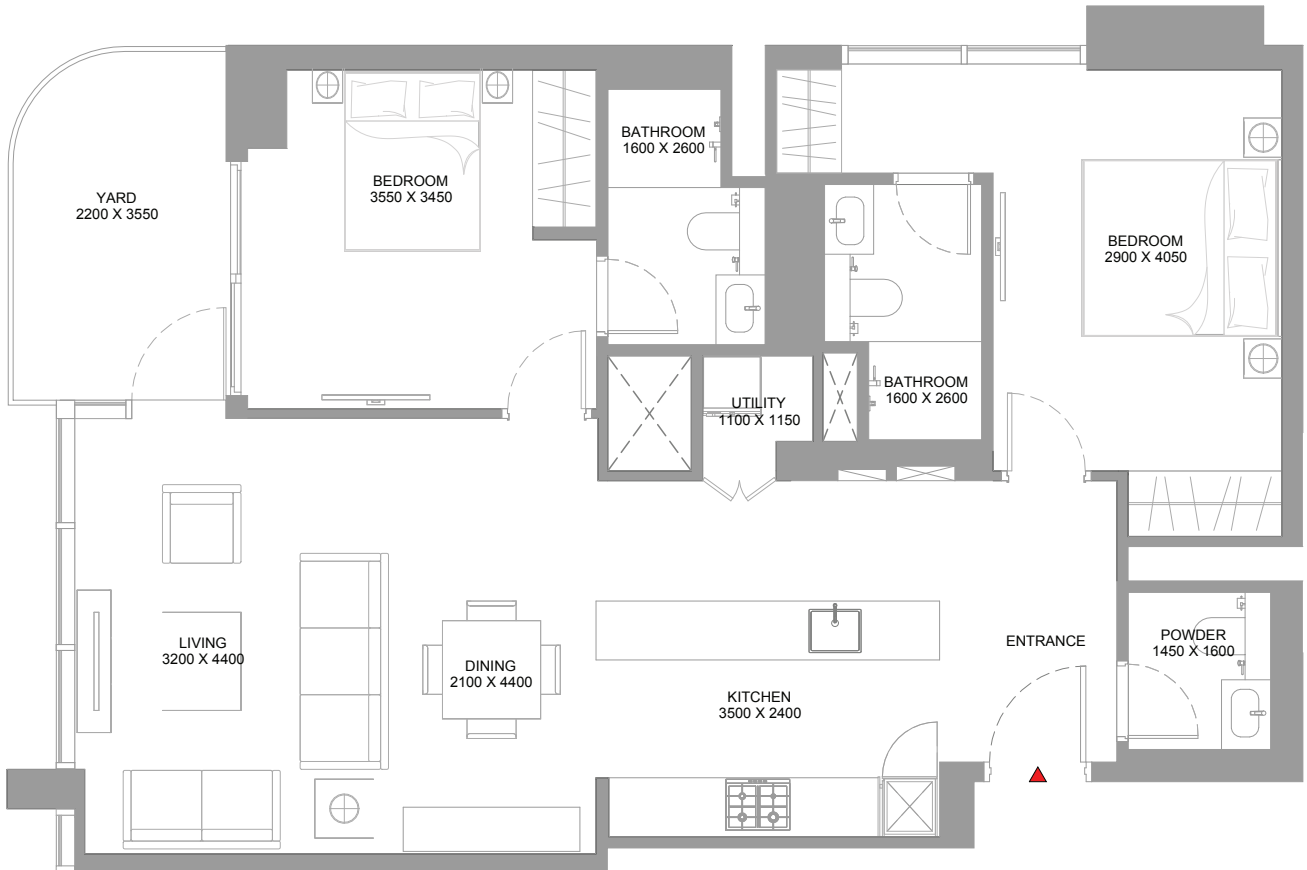 BATHROOM
1600 X 2600
BEDROOM
3550 X 3450
YARD
2200 X 3550
BEDROOM
2900 X 4050
BATHROOM
1600 X 2600
UTILITY
1100 X 1150
LIVING
3200 X 4400
DINING
2100 X 4400
KITCHEN
3500 X 2400
ENTRANCE
POWDER
1450 X 1600